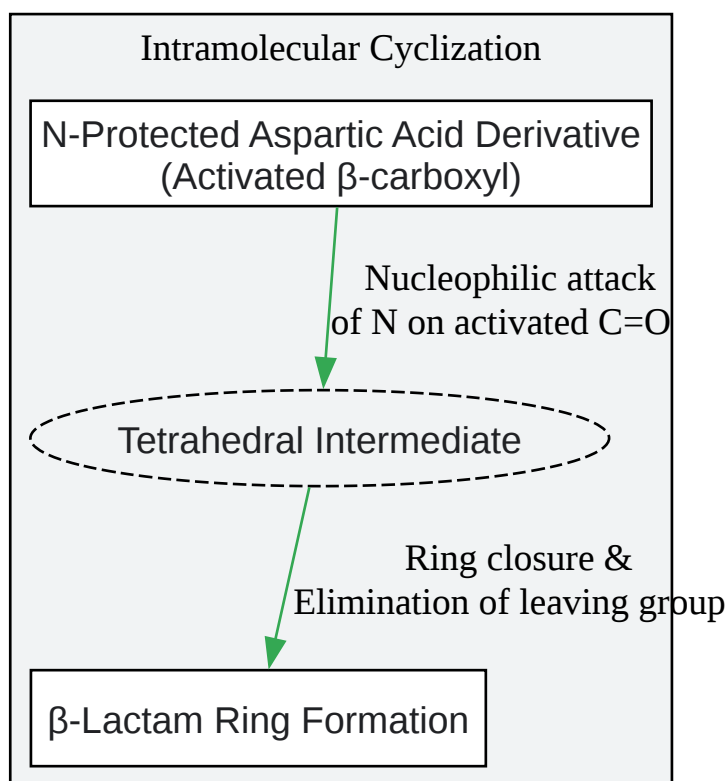 Intramolecular Cyclization
N-Protected Aspartic Acid Derivative
(Activated β-carboxyl)
Nucleophilic attack
of N on activated C=O
Tetrahedral Intermediate
Ring closure &
Elimination of leaving group
β-Lactam Ring Formation